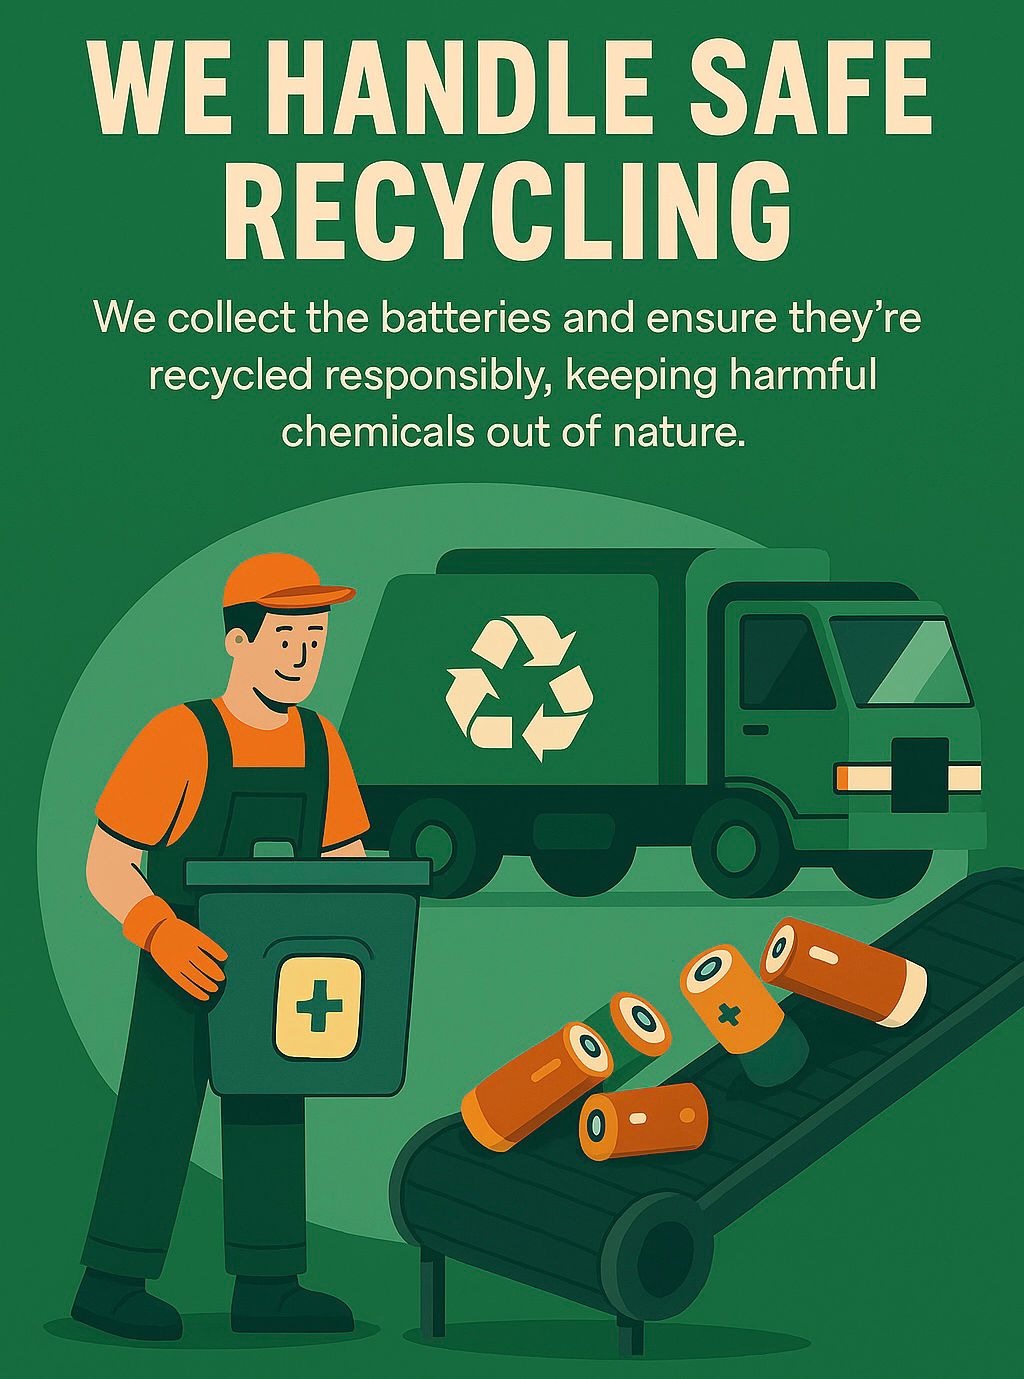 WE HANDLE SAFE
RECYCLING
We collect the batteries and ensure they’re
recycled responsibly, keeping harmful
chemicals out of nature.